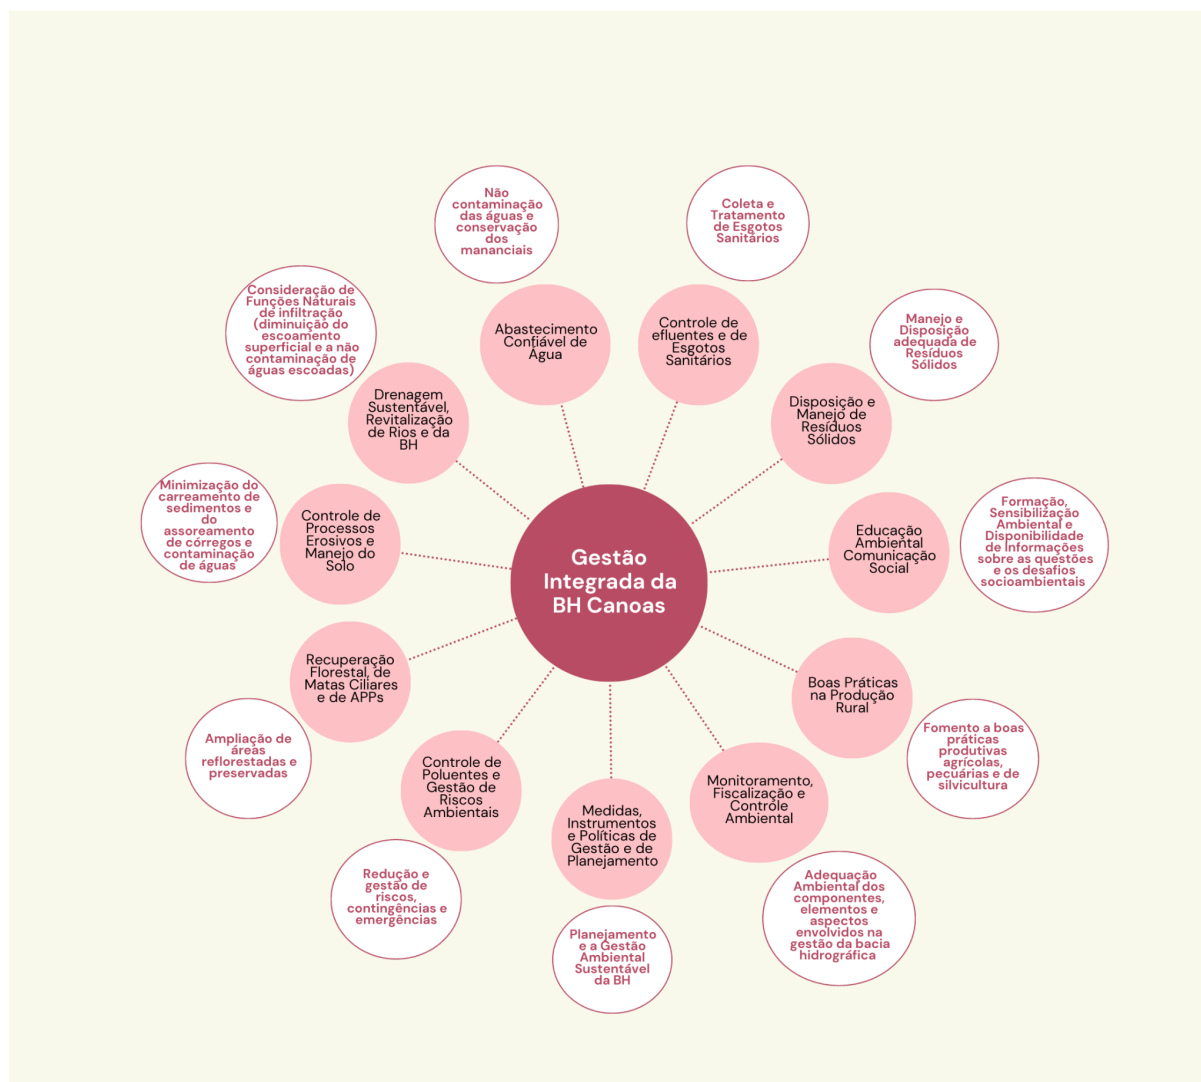 Não
contaminação
das águas e
conservação
dos
mananciais
Coleta e
Tratamento
de Esgotos
Sanitários
Consideração de
Funções Naturais
de infiltração
(diminuição do
escoamento
superficial e a não
contaminação de
águas escoadas)
Abastecimento
Confiável de
Água
Controle de
efluentes e de
Esgotos
Sanitários
Manejo e
Disposição
adequada de
Resíduos
Sólidos
Drenagem
Sustentável,
Revitalização
de Rios e da
BH
Disposição e
Manejo de
Resíduos
Sólidos
Minimização do
carreamento de
sedimentos e
do
assoreamento
de córregos e
contaminação
de águas
Controle de
Processos
Erosivos e
Manejo do
Solo
Gestão
Integrada da
BH Canoas
Educação
Ambiental
Comunicação
Social
Formação,
Sensibilização
Ambiental e
Disponibilidade
de Informações
sobre as questões
e os desafios
socioambientais
Recuperação
Florestal, de
Matas Ciliares
e de APPs
Boas Práticas
na Produção
Rural
Ampliação de
áreas
reflorestadas e
preservadas
Fomento a boas
práticas
produtivas
agrícolas,
pecuárias e de
silvicultura
Controle de
Poluentes e
Gestão de
Riscos
Ambientais
Medidas,
Instrumentos
e Políticas de
Gestão e de
Planejamento
Monitoramento,
Fiscalização e
Controle
Ambiental
Redução e
gestão de
riscos,
contingências e
emergências
Planejamento
e a Gestão
Ambiental
Sustentável
da BH
Adequação
Ambiental dos
componentes,
elementos e
aspectos
envolvidos na
gestão da bacia
hidrográfica